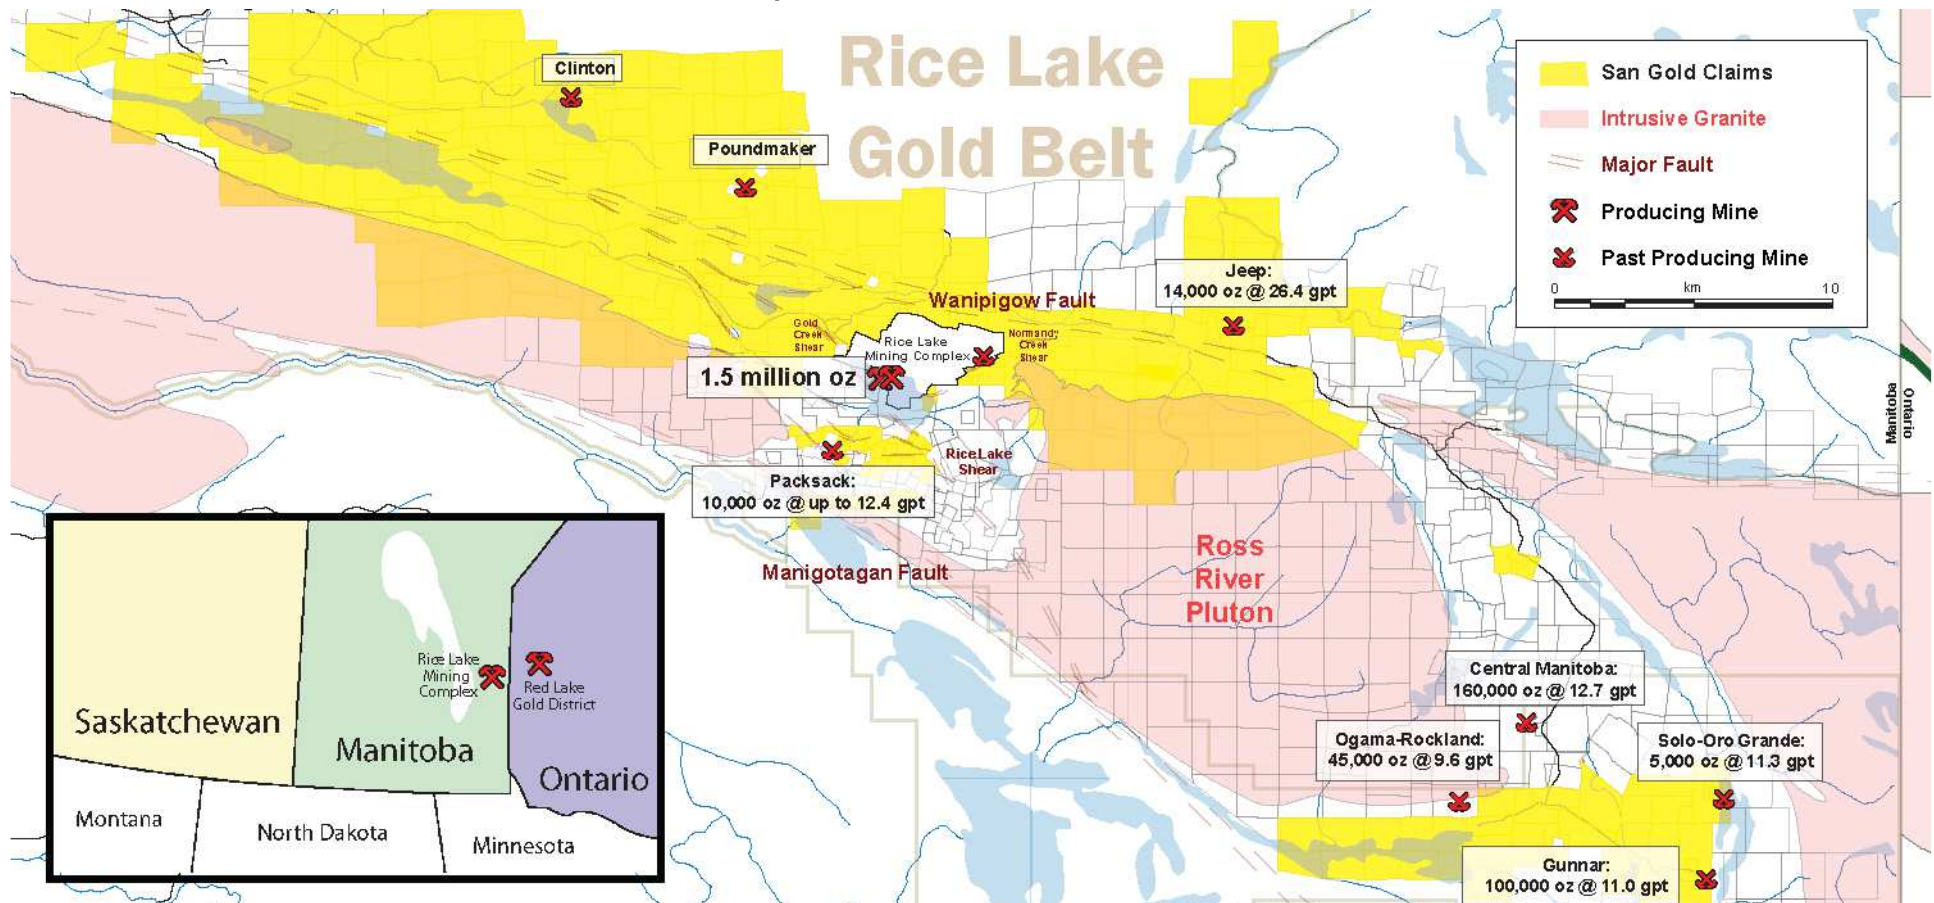 Rice Lake
Gold Belt
Clinton
Poundmaker
San Gold Claims
Intrusive Granite
Major Fault
Producing Mine
Past Producing Mine
0 km 10
Jeep:
14,000 oz @ 26.4 gpt
Wanipigow Fault
Gold
Creek
Shear
Rice Lake
Mining Complex
Normandy
Creek
Shear
1.5 million oz
Manitoba
Ontario
Rice Lake
Shear
Packsack:
10,000 oz @ up to 12.4 gpt
Manigotagan Fault
Ross
River
Pluton
Central Manitoba:
160,000 oz @ 12.7 gpt
Ogama-Rockland:
45,000 oz @ 9.6 gpt
Solo-Oro Grande:
5,000 oz @ 11.3 gpt
Gunnar:
100,000 oz @ 11.0 gpt
Rice Lake
Mining
Complex
Red Lake
Gold District
Saskatchewan
Manitoba
Ontario
Montana
North Dakota
Minnesota